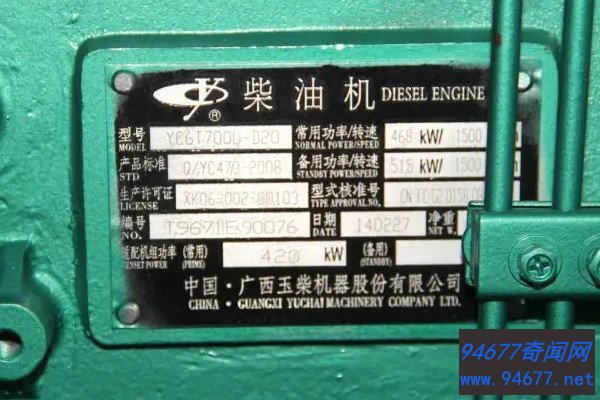 柴油机 DIESEL ENGINE
®
型号 MODEL YC6T700L-D20 常用功率/转速 NORMAL POWER/SPEED 468 kW/ 1500
产品标准 STD Q/YC473-2008 备用功率/转速 STANDBY POWER/SPEED 515 kW/ 1500
生产许可证 LICENSE XK06-002-00103 型式核准号 TYPE APPROVAL NO.
编号 NO. 日期 DATE 140227 净重 NET W.
适配机组功率 (常用) (PRIME) 420 kW (备用) (STANDBY)
中国·广西玉柴机器股份有限公司
CHINA · GUANGXI YUCHAI MACHINERY COMPANY LTD.
94677奇闻网
www.94677.net